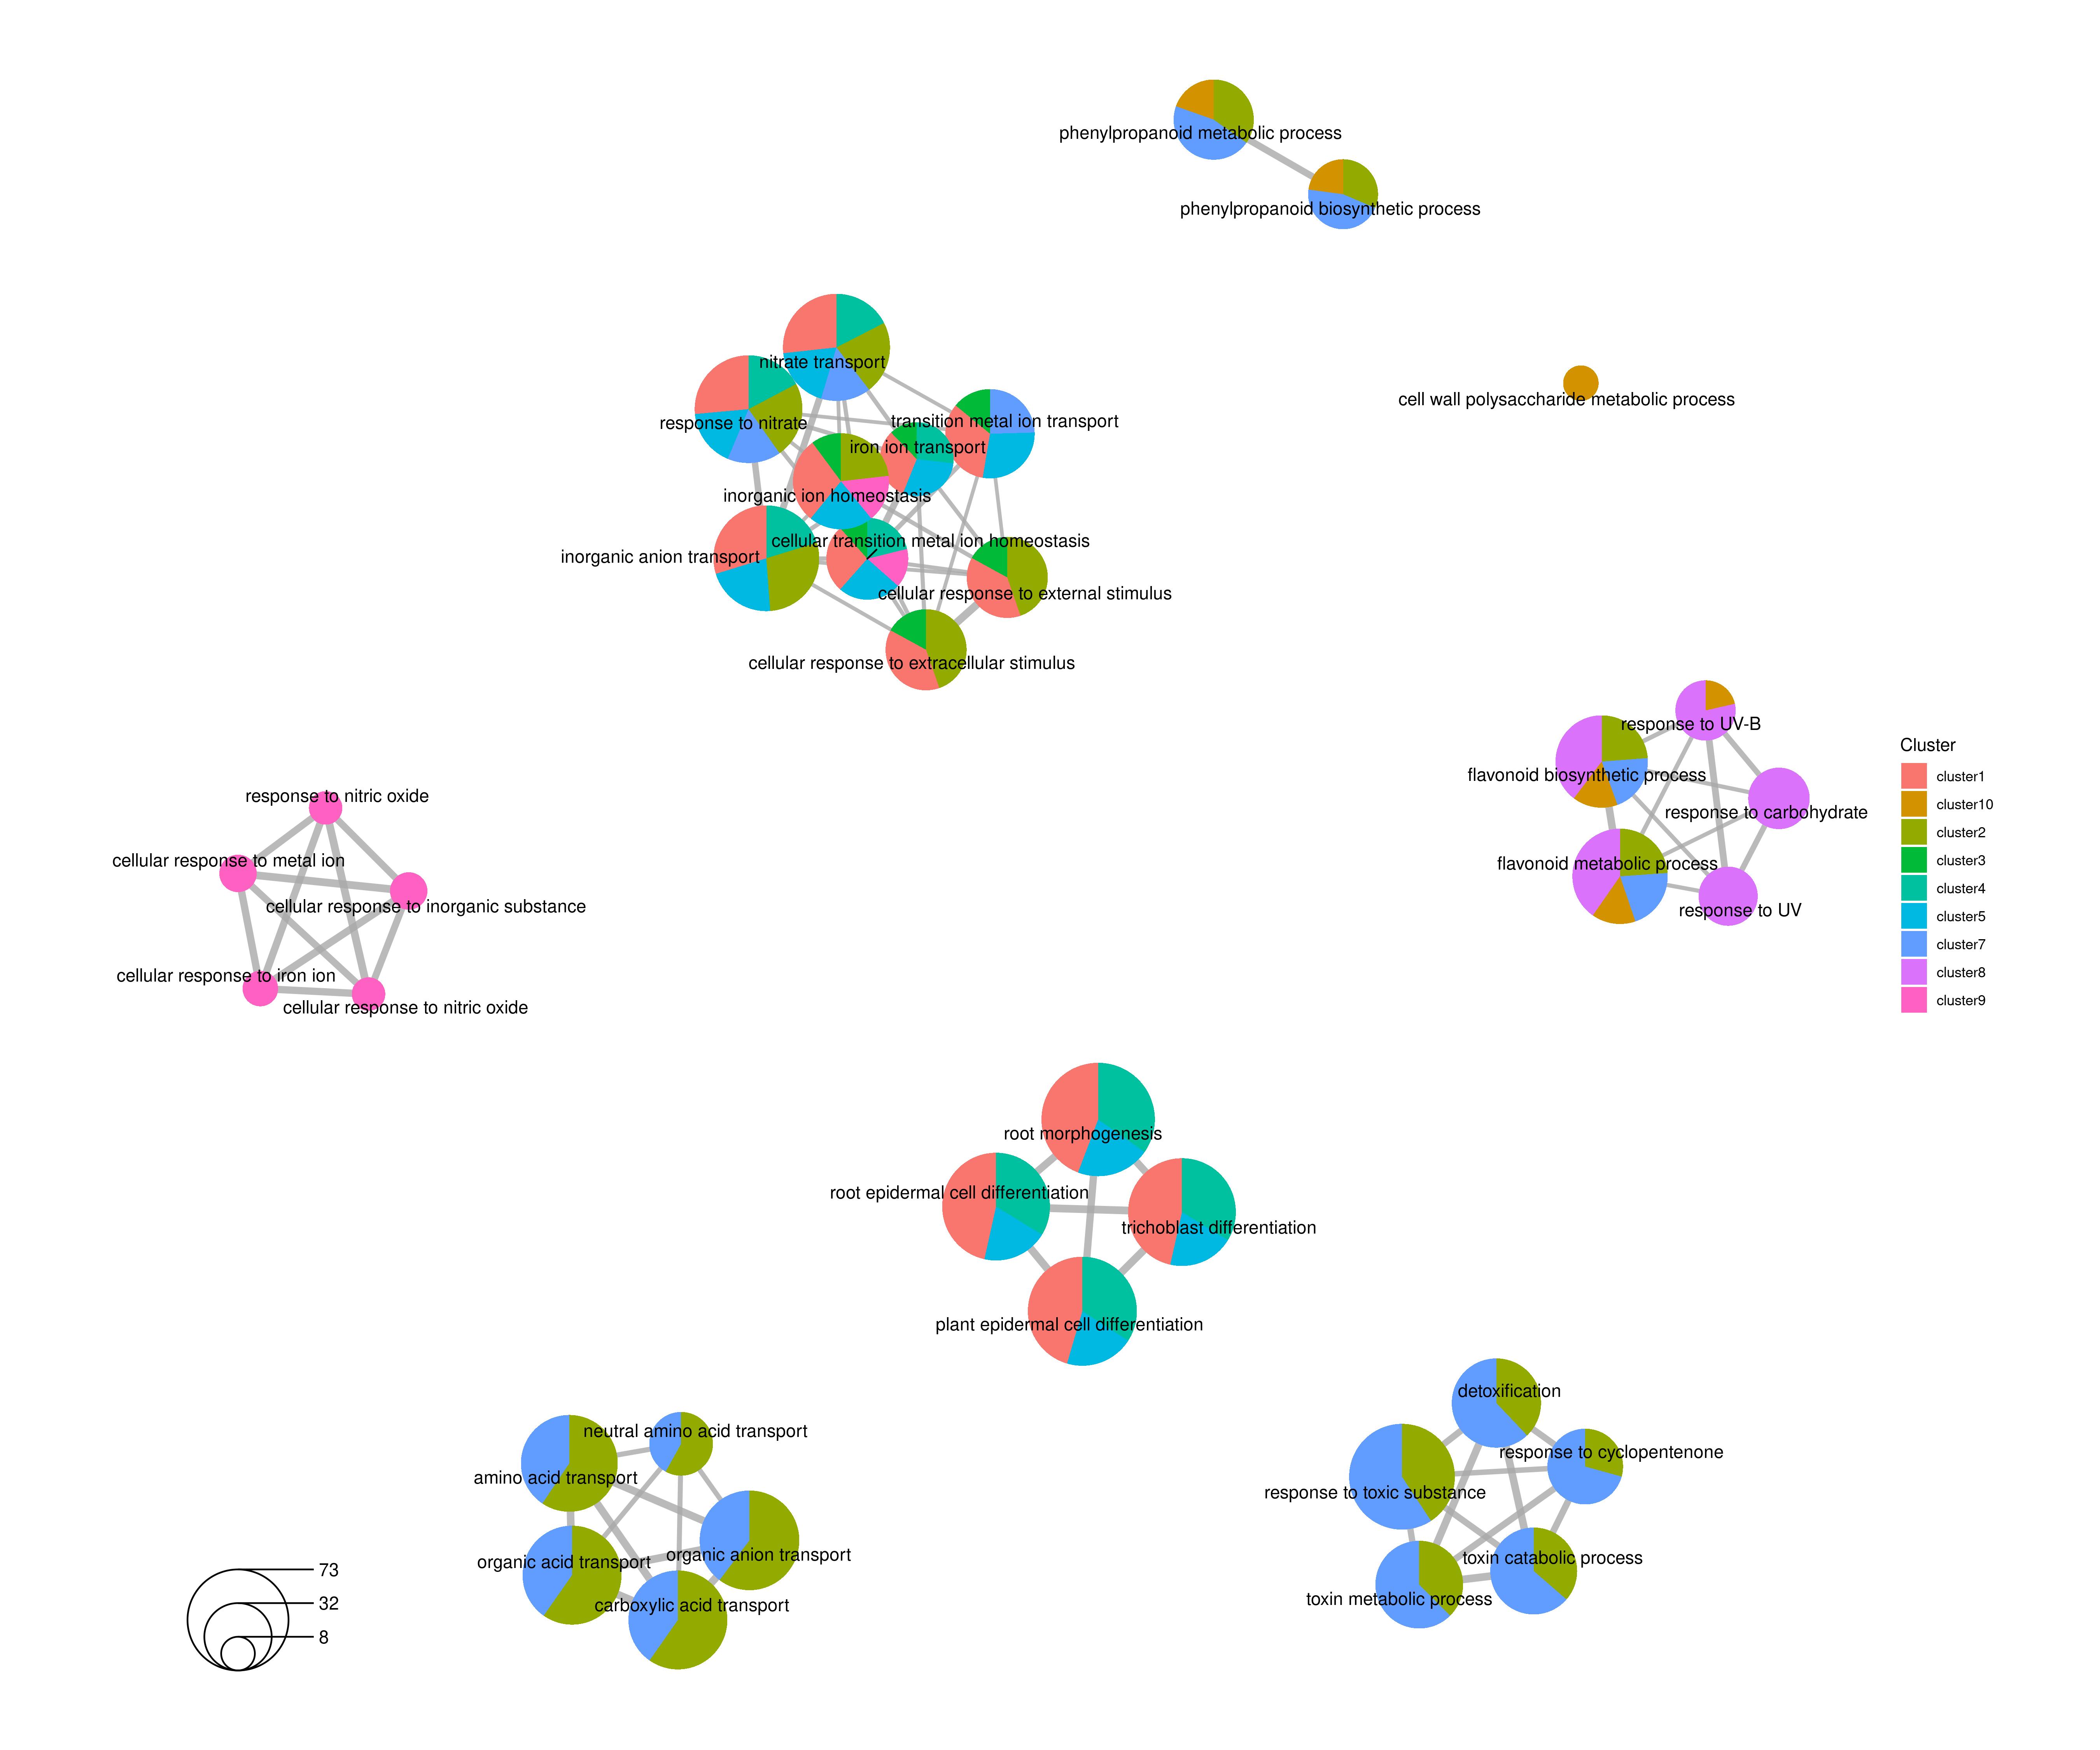 phenylpropanoid metabolic process
phenylpropanoid biosynthetic process
nitrate transport
cell wall polysaccharide metabolic process
transition metal ion transport
response to nitrate
iron ion transport
inorganic ion homeostasis
cellular transition metal ion homeostasis
inorganic anion transport
cellular response to external stimulus
cellular response to extracellular stimulus
response to UV-B
flavonoid biosynthetic process
response to carbohydrate
flavonoid metabolic process
response to UV
Cluster
cluster1
cluster10
cluster2
cluster3
cluster4
cluster5
cluster7
cluster8
cluster9
response to nitric oxide
cellular response to metal ion
cellular response to inorganic substance
cellular response to iron ion
cellular response to nitric oxide
root morphogenesis
root epidermal cell differentiation
trichoblast differentiation
plant epidermal cell differentiation
detoxification
response to cyclopentenone
response to toxic substance
toxin catabolic process
toxin metabolic process
neutral amino acid transport
amino acid transport
organic anion transport
organic acid transport
carboxylic acid transport
73
32
8